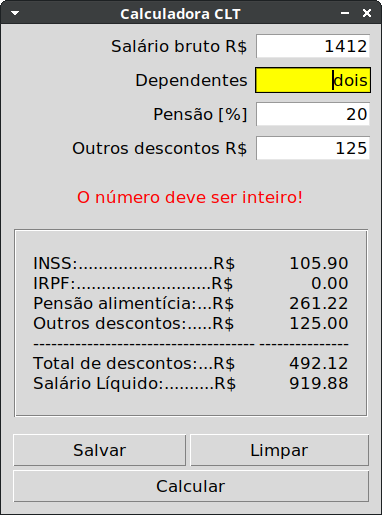 Calculadora CLT
Salário bruto R$ 1412
Dependentes dois
Pensão [%] 20
Outros descontos R$ 125
O número deve ser inteiro!
INSS:...........................R$ 105.90
IRPF:...........................R$ 0.00
Pensão alimentícia:...R$ 261.22
Outros descontos:.....R$ 125.00
-------------------------------------- ---------------
Total de descontos:...R$ 492.12
Salário Líquido:..........R$ 919.88
Salvar Limpar
Calcular